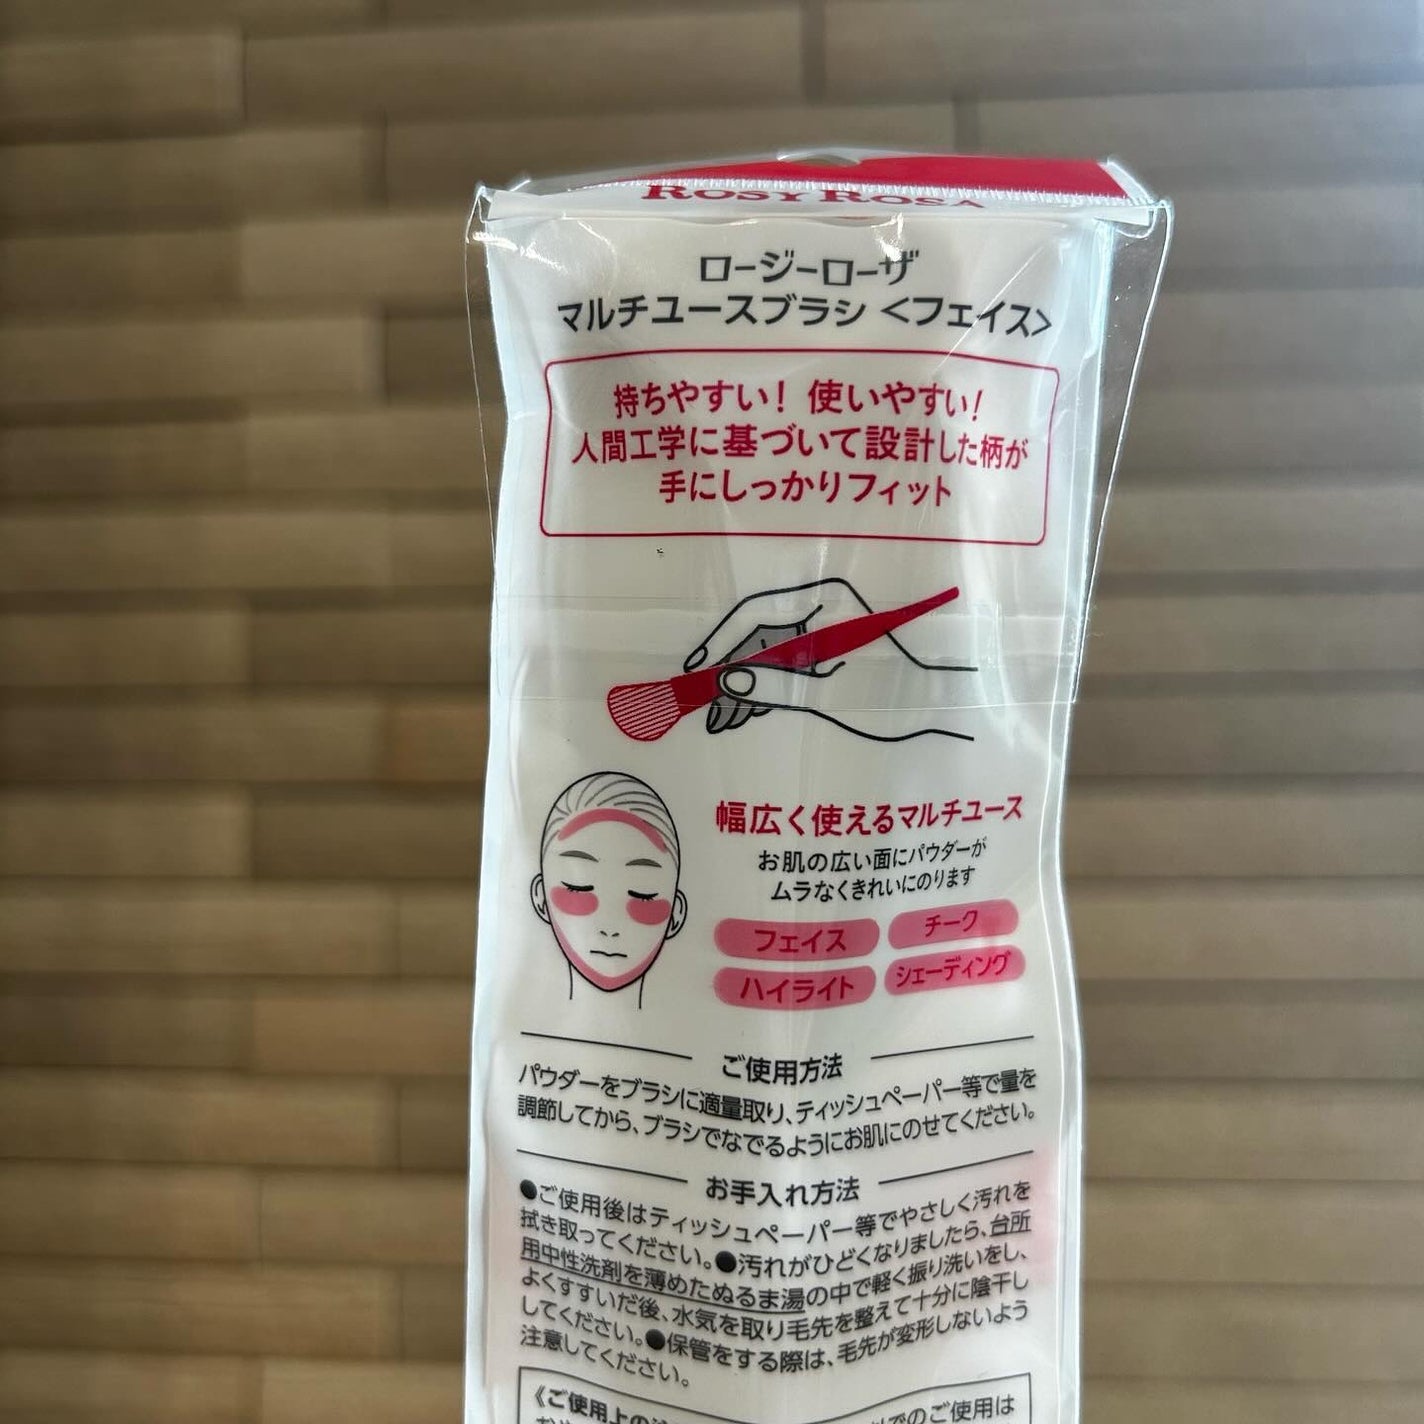 ROSY ROSA
ロージーローザ
マルチユースブラシ <フェイス>
持ちやすい! 使いやすい!
人間工学に基づいて設計した柄が
手にしっかりフィット
幅広く使えるマルチユース
お肌の広い面にパウダーが
ムラなくきれいにのります
フェイス チーク
ハイライト シェーディング
ご使用方法
パウダーをブラシに適量取り、ティッシュペーパー等で量を
調節してから、ブラシでなでるようにお肌にのせてください。
お手入れ方法
●ご使用後はティッシュペーパー等でやさしく汚れを
拭き取ってください。●汚れがひどくなりましたら、台所
用中性洗剤を薄めたぬるま湯の中で軽く振り洗いをし、
よくすすいだ後、水気を取り毛先を整えて十分に陰干し
してください。●保管をする際は、毛先が変形しないよう
注意してください。
《ご使用上の
のご使用は